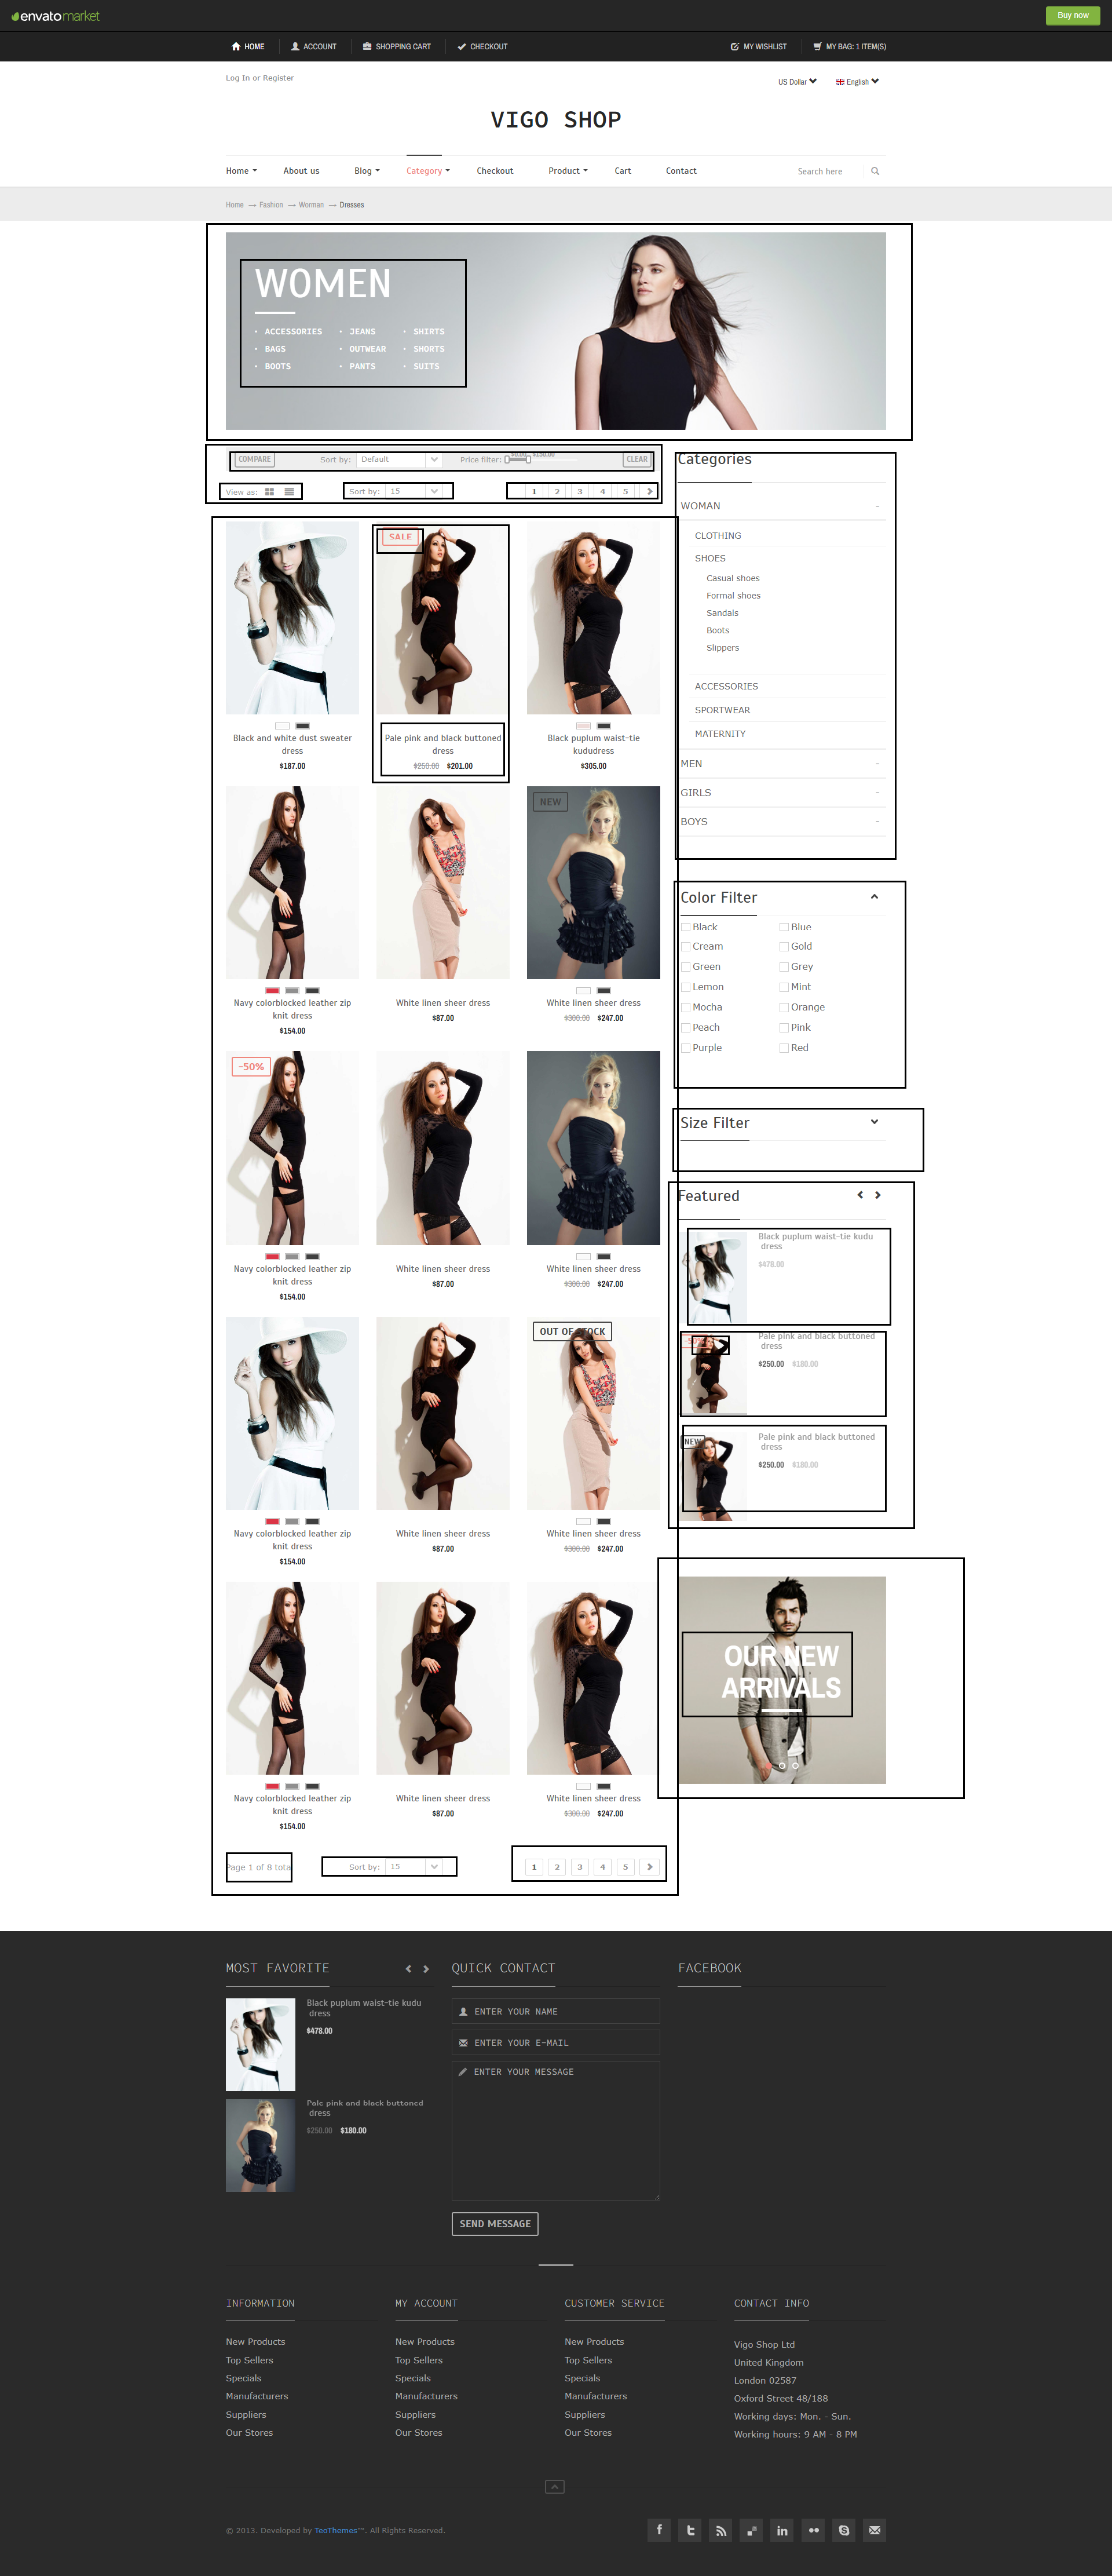 envato market
Buy now
HOME ACCOUNT SHOPPING CART CHECKOUT MY WISHLIST MY BAG: 1 ITEM(S)
Log In or Register US Dollar English
VIGO SHOP
Home About us Blog Category Checkout Product Cart Contact Search here
Home → Fashion → Worman → Dresses
WOMEN
• ACCESSORIES • JEANS • SHIRTS
• BAGS • OUTWEAR • SHORTS
• BOOTS • PANTS • SUITS
COMPARE Sort by: Default Price filter: CLEAR
View as: Sort by: 15 1 2 3 4 5
SALE
Black and white dust sweater
dress
$187.00
Pale pink and black buttoned
dress
$250.00 $201.00
Black puplum waist-tie
kududress
$305.00
NEW
Navy colorblocked leather zip
knit dress
$154.00
White linen sheer dress
$87.00
White linen sheer dress
$300.00 $247.00
-50%
Navy colorblocked leather zip
knit dress
$154.00
White linen sheer dress
$87.00
White linen sheer dress
$300.00 $247.00
OUT OF STOCK
Navy colorblocked leather zip
knit dress
$154.00
White linen sheer dress
$87.00
White linen sheer dress
$300.00 $247.00
Navy colorblocked leather zip
knit dress
$154.00
White linen sheer dress
$87.00
White linen sheer dress
$300.00 $247.00
Page 1 of 8 tota Sort by: 15 1 2 3 4 5
Categories
WOMAN -
CLOTHING
SHOES
Casual shoes
Formal shoes
Sandals
Boots
Slippers
ACCESSORIES
SPORTWEAR
MATERNITY
MEN -
GIRLS -
BOYS -
Color Filter
Black Blue
Cream Gold
Green Grey
Lemon Mint
Mocha Orange
Peach Pink
Purple Red
Size Filter
Featured
Black puplum waist-tie kudu
dress
$478.00
Pale pink and black buttoned
dress
$250.00 $180.00
NEW
Pale pink and black buttoned
dress
$250.00 $180.00
OUR NEW
ARRIVALS
MOST FAVORITE
Black puplum waist-tie kudu
dress
$478.00
Pale pink and black buttoned
dress
$250.00 $180.00
QUICK CONTACT
ENTER YOUR NAME
ENTER YOUR E-MAIL
ENTER YOUR MESSAGE
SEND MESSAGE
FACEBOOK
INFORMATION
New Products
Top Sellers
Specials
Manufacturers
Suppliers
Our Stores
MY ACCOUNT
New Products
Top Sellers
Specials
Manufacturers
Suppliers
Our Stores
CUSTOMER SERVICE
New Products
Top Sellers
Specials
Manufacturers
Suppliers
Our Stores
CONTACT INFO
Vigo Shop Ltd
United Kingdom
London 02587
Oxford Street 48/188
Working days: Mon. - Sun.
Working hours: 9 AM - 8 PM
© 2013. Developed by TeoThemes™. All Rights Reserved.